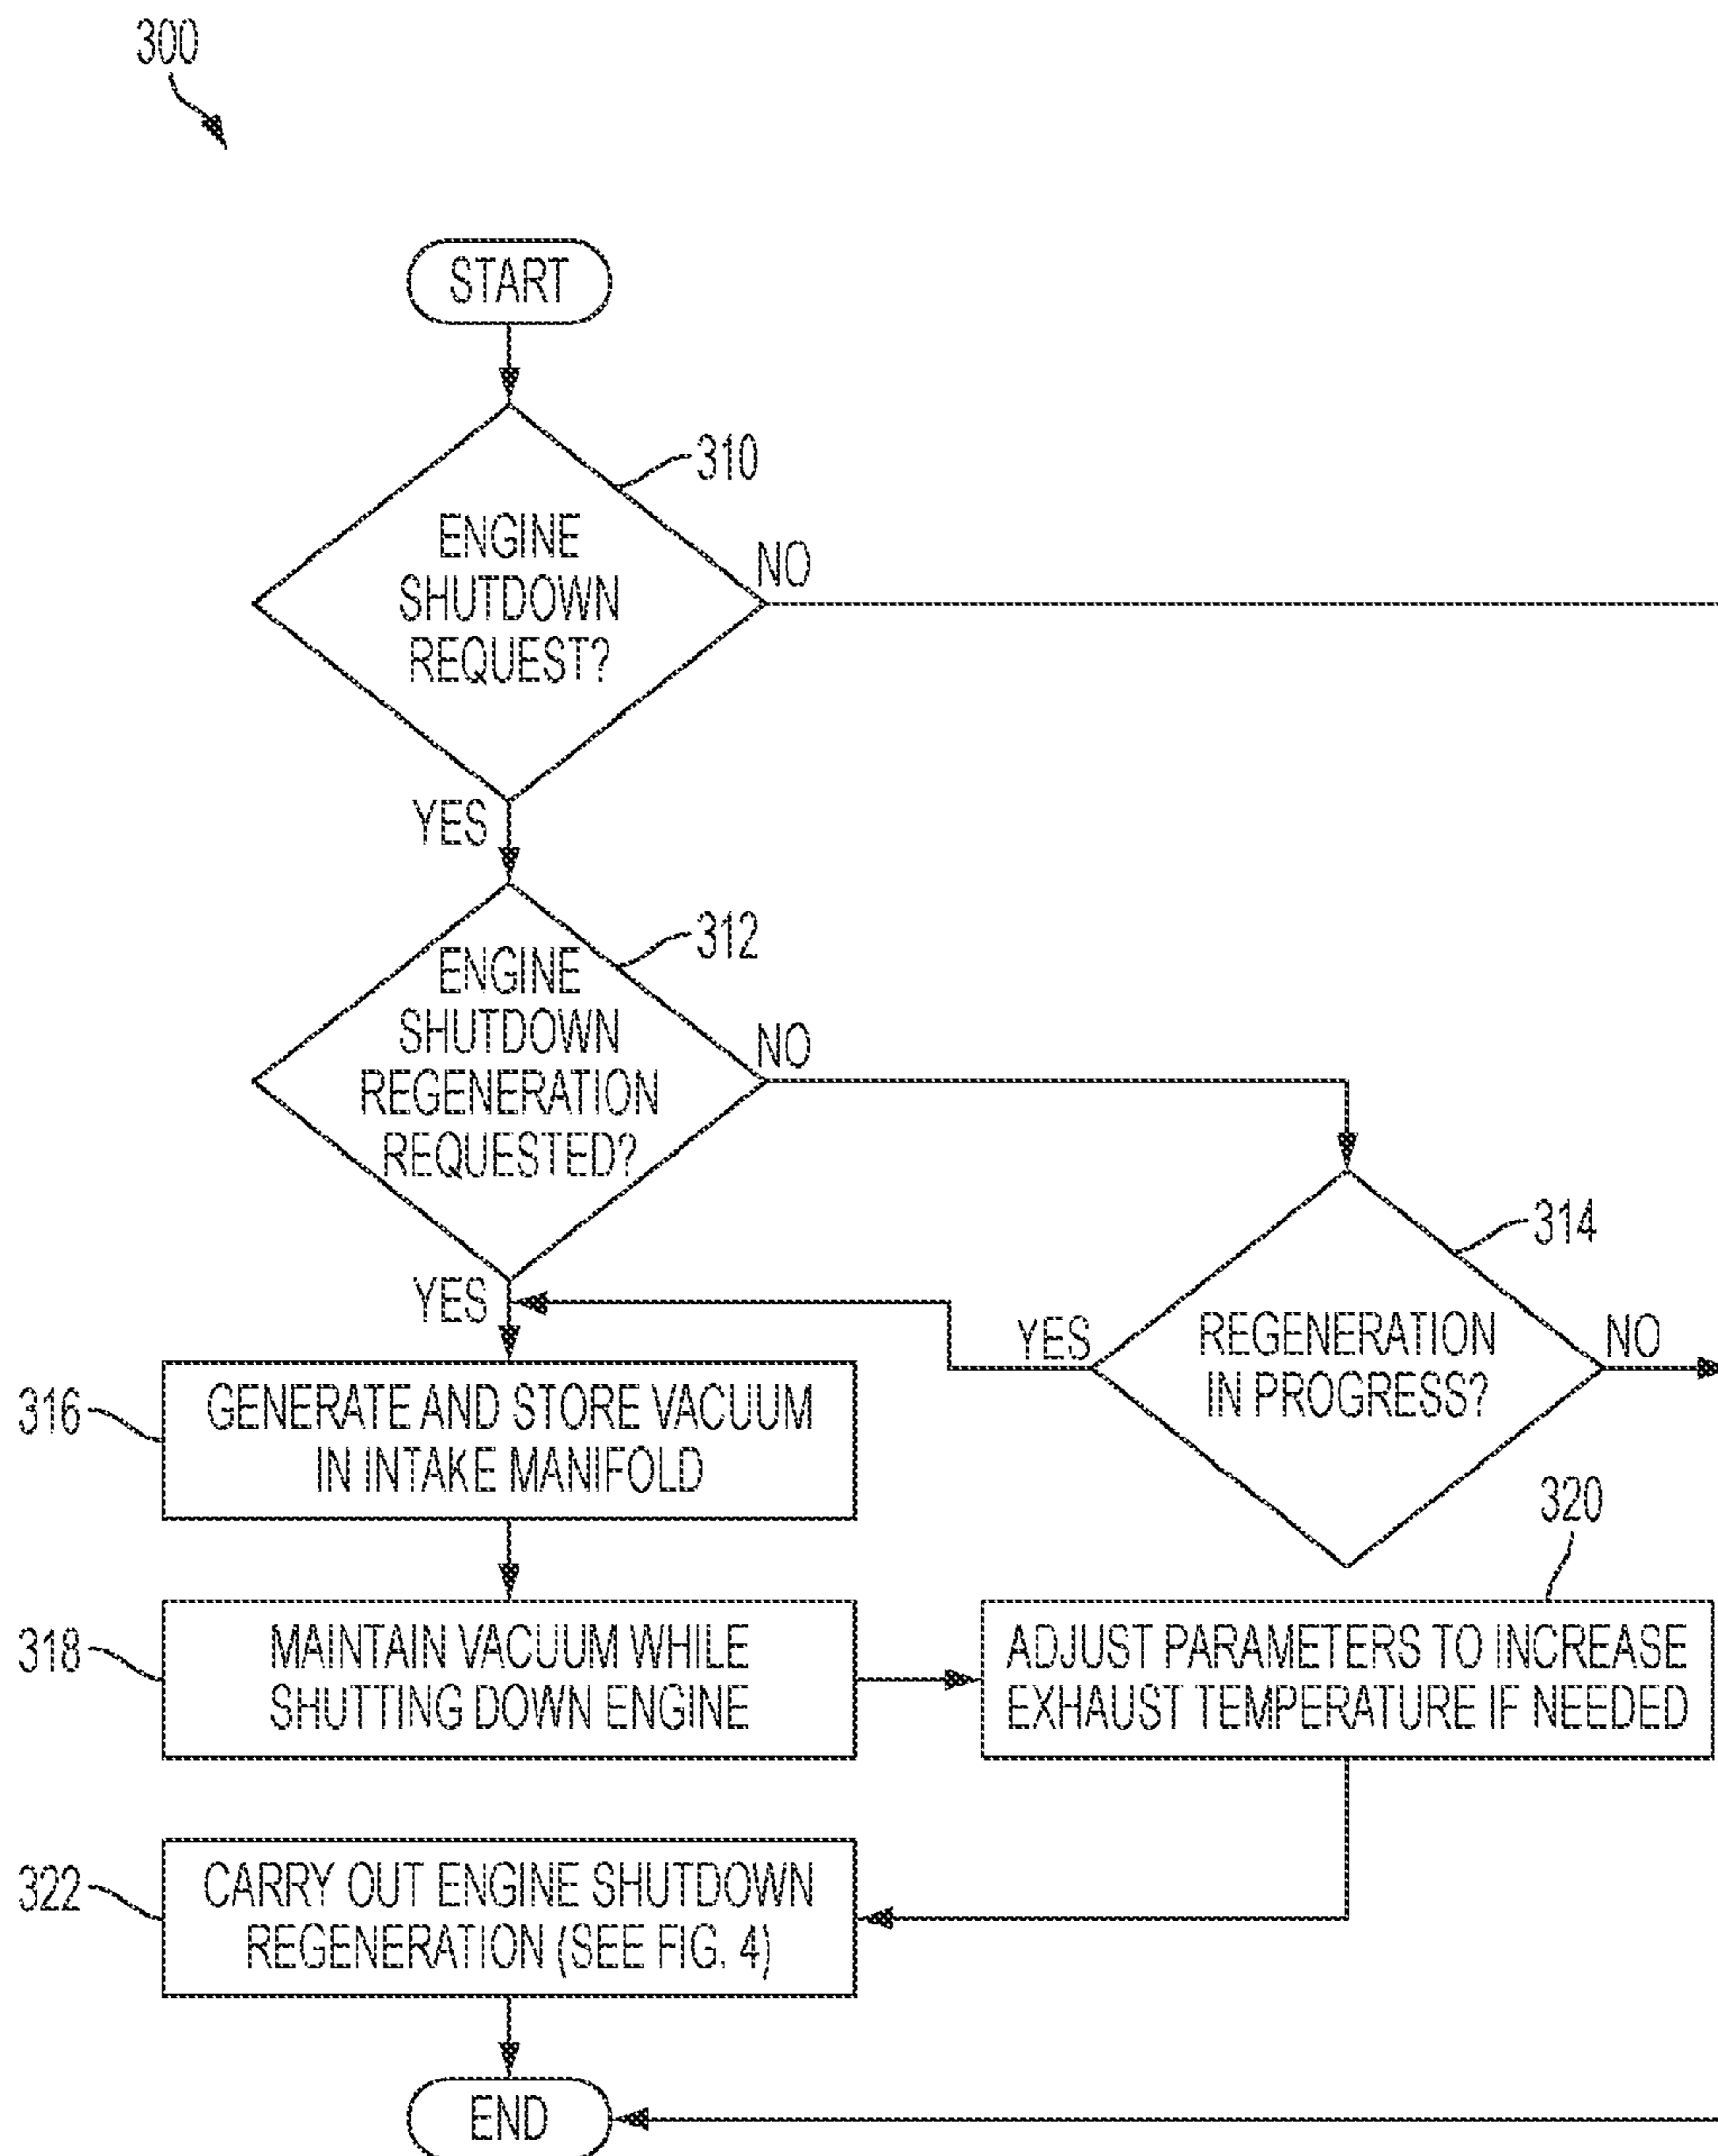 300
START
310
ENGINE
SHUTDOWN
REQUEST?
NO
YES
312
ENGINE
SHUTDOWN
REGENERATION
REQUESTED?
NO
YES
314
REGENERATION
IN PROGRESS?
YES
NO
316
GENERATE AND STORE VACUUM
IN INTAKE MANIFOLD
318
MAINTAIN VACUUM WHILE
SHUTTING DOWN ENGINE
320
ADJUST PARAMETERS TO INCREASE
EXHAUST TEMPERATURE IF NEEDED
322
CARRY OUT ENGINE SHUTDOWN
REGENERATION (SEE FIG. 4)
END